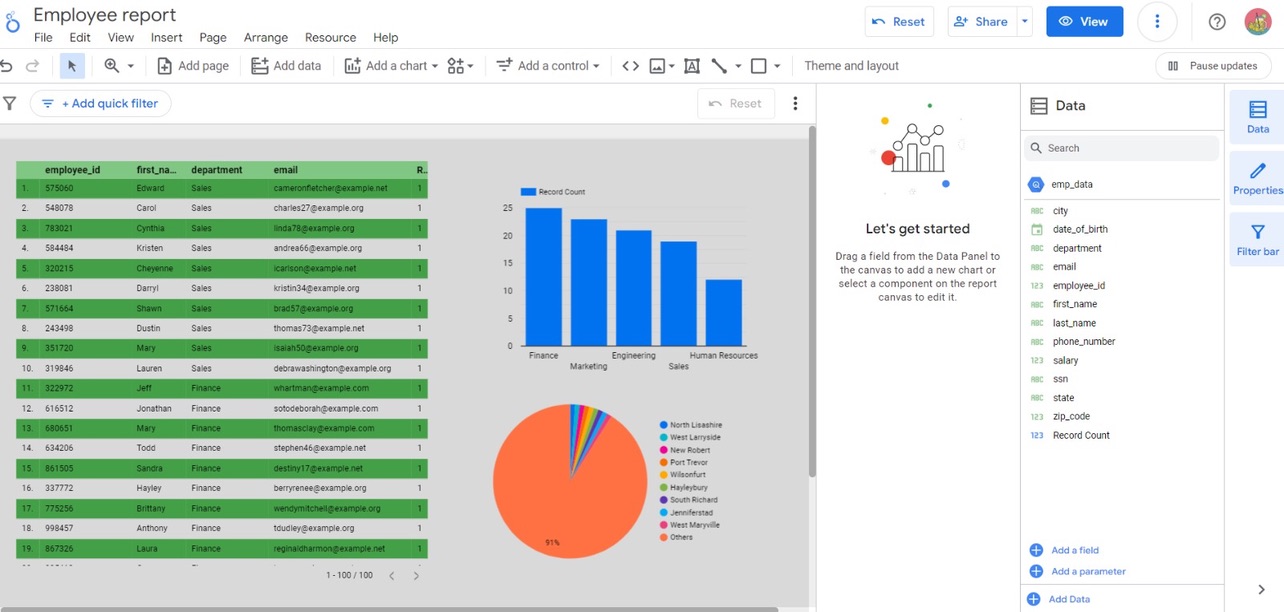 Employee report
File Edit View Insert Page Arrange Resource Help
Reset Share View
Add page Add data Add a chart Add a control Theme and layout Pause updates
+ Add quick filter Reset
employee_id first_na... department email R..
1. 575060 Edward Sales cameronfletcher@example.net 1
2. 548078 Carol Sales charles27@example.org 1
3. 783021 Cynthia Sales linda78@example.org 1
4. 584484 Kristen Sales andrea66@example.org 1
5. 320215 Cheyenne Sales icarlson@example.net 1
6. 238081 Darryl Sales kristin34@example.org 1
7. 571664 Shawn Sales brad57@example.org 1
8. 243498 Dustin Sales thomas73@example.net 1
9. 351720 Mary Sales isaiah50@example.org 1
10. 319846 Lauren Sales debrawashington@example.org 1
11. 322972 Jeff Finance whartman@example.com 1
12. 616512 Jonathan Finance sotodeborah@example.com 1
13. 680651 Mary Finance thomasclay@example.com 1
14. 634206 Todd Finance stephen46@example.net 1
15. 861505 Sandra Finance destiny17@example.net 1
16. 337772 Hayley Finance berryrenee@example.org 1
17. 775256 Brittany Finance wendymitchell@example.org 1
18. 998457 Anthony Finance tdudley@example.org 1
19. 867326 Laura Finance reginaldharmon@example.net 1
1 - 100 / 100
Record Count
25
20
15
10
5
0
Finance Engineering Human Resources
Marketing Sales
91%
North Lisashire
West Larryside
New Robert
Port Trevor
Wilsonfurt
Hayleybury
South Richard
Jenniferstad
West Maryville
Others
Let's get started
Drag a field from the Data Panel to
the canvas to add a new chart or
select a component on the report
canvas to edit it.
Data
Search
emp_data
ABC city
date_of_birth
ABC department
ABC email
123 employee_id
ABC first_name
ABC last_name
ABC phone_number
123 salary
ABC ssn
ABC state
123 zip_code
123 Record Count
Add a field
Add a parameter
Add Data
Data
Properties
Filter bar